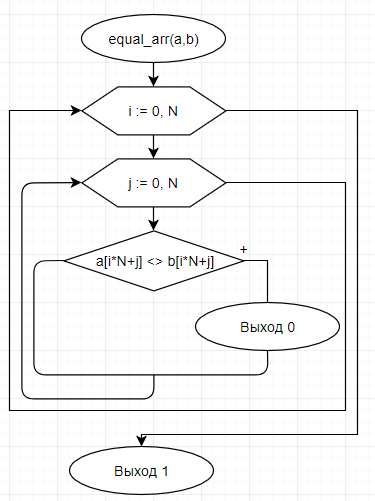 equal_arr(a,b)
i := 0, N
j := 0, N
a[i*N+j] <> b[i*N+j]
+
Выход 0
Выход 1